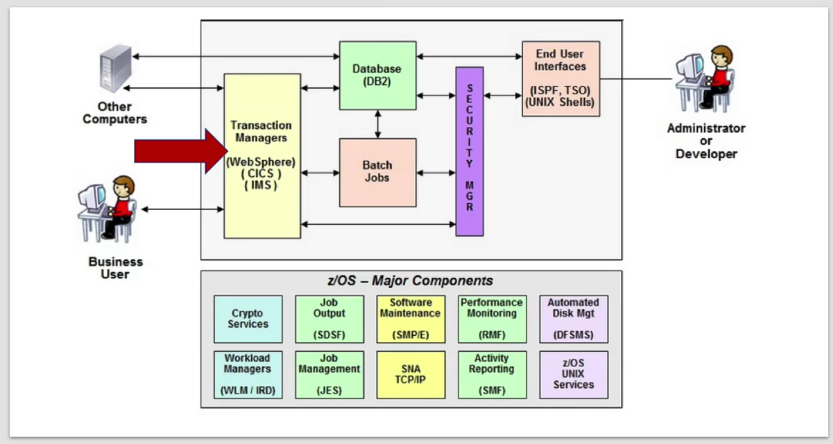 Other
Computers
Business
User
Transaction
Managers
(WebSphere)
( CICS )
( IMS )
Database
(DB2)
Batch
Jobs
S
E
C
U
R
I
T
Y
M
G
R
End User
Interfaces
(ISPF, TSO)
(UNIX Shells)
Administrator
or
Developer
z/OS – Major Components
Crypto
Services
Job
Output
(SDSF)
Software
Maintenance
(SMP/E)
Performance
Monitoring
(RMF)
Automated
Disk Mgt
(DFSMS)
Workload
Managers
(WLM / IRD)
Job
Management
(JES)
SNA
TCP/IP
Activity
Reporting
(SMF)
z/OS
UNIX
Services